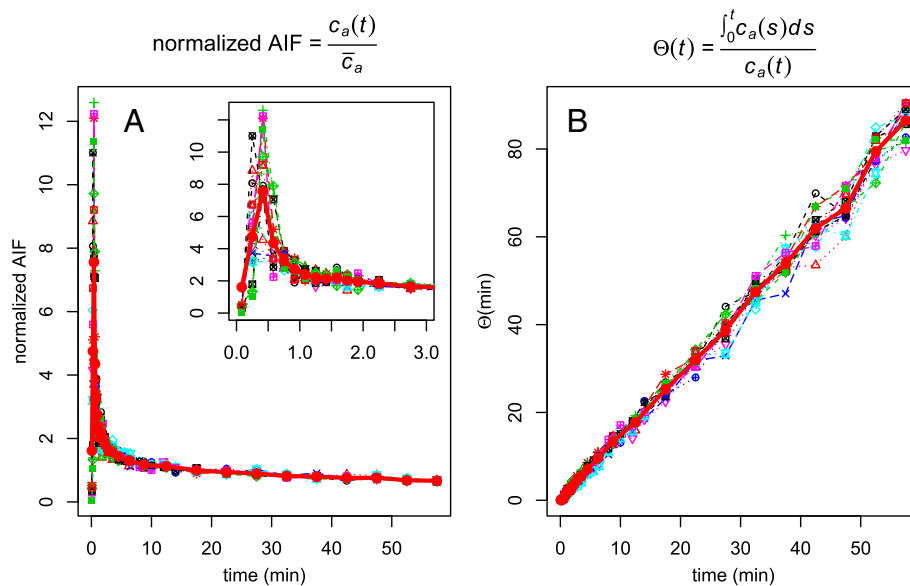 normalized AIF = c_a(t) / c̅_a
Θ(t) = ∫₀ᵗ c_a(s)ds / c_a(t)
A
B
normalized AIF
0 2 4 6 8 10 12
0 10 20 30 40 50
time (min)
0 2 4 6 8 10
0.0 1.0 2.0 3.0
Θ(min)
0 20 40 60 80
0 10 20 30 40 50
time (min)